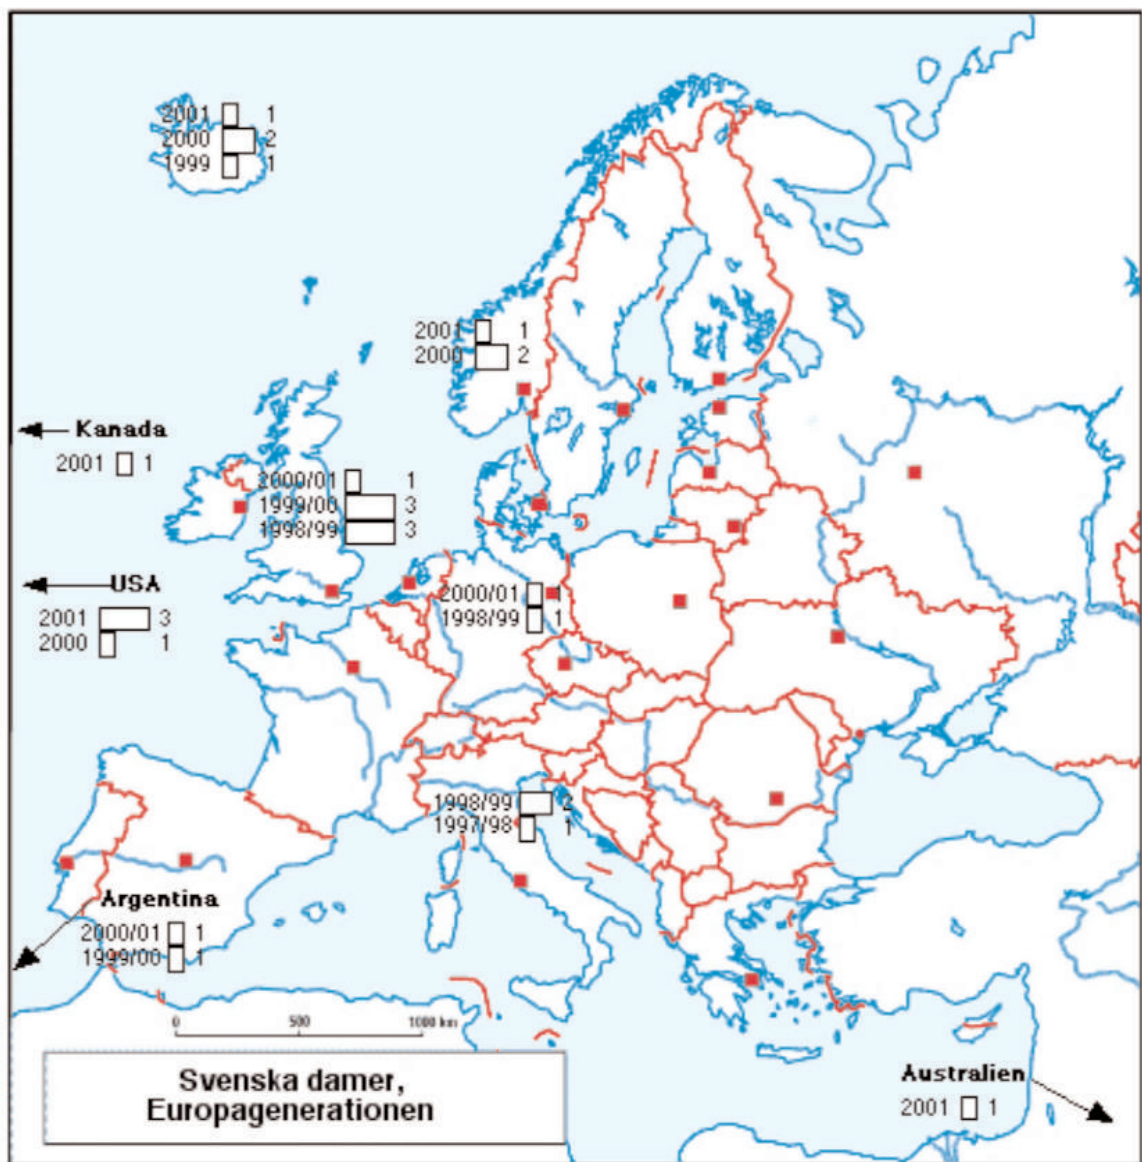 2001 1
2000 2
1999 1
2001 1
2000 2
Kanada
2001 1
2000/01 1
1999/00 3
1998/99 3
USA
2001 3
2000 1
2000/01 1
1998/99 1
1998/99 2
1997/98 1
Argentina
2000/01 1
1999/00 1
0 500 1000 km
Svenska damer,
Europagenerationen
Australien
2001 1